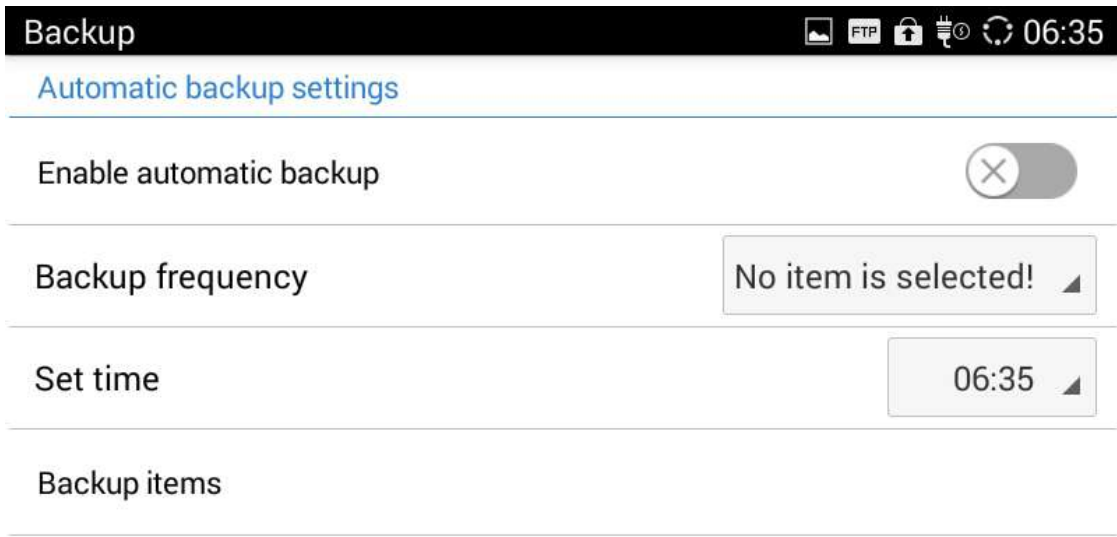 Backup FTP 06:35
Automatic backup settings
Enable automatic backup
Backup frequency No item is selected!
Set time 06:35
Backup items